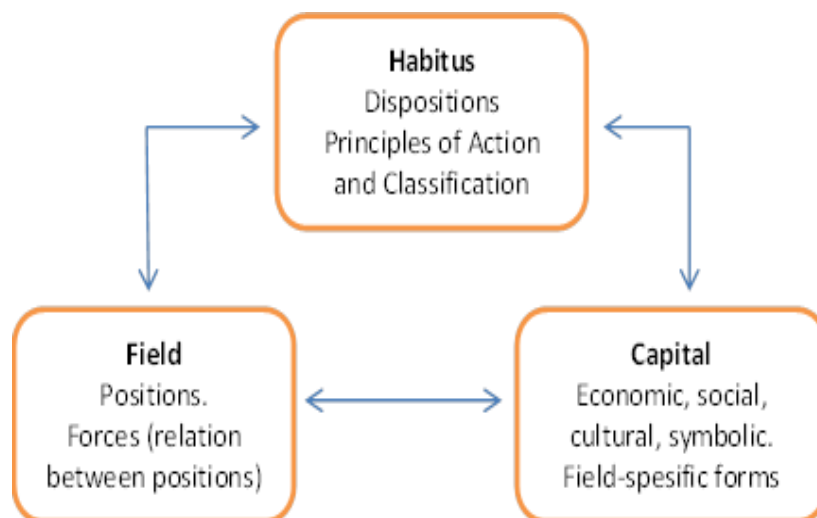 Habitus
Dispositions
Principles of Action
and Classification
Field
Positions.
Forces (relation
between positions)
Capital
Economic, social,
cultural, symbolic.
Field-spesific forms